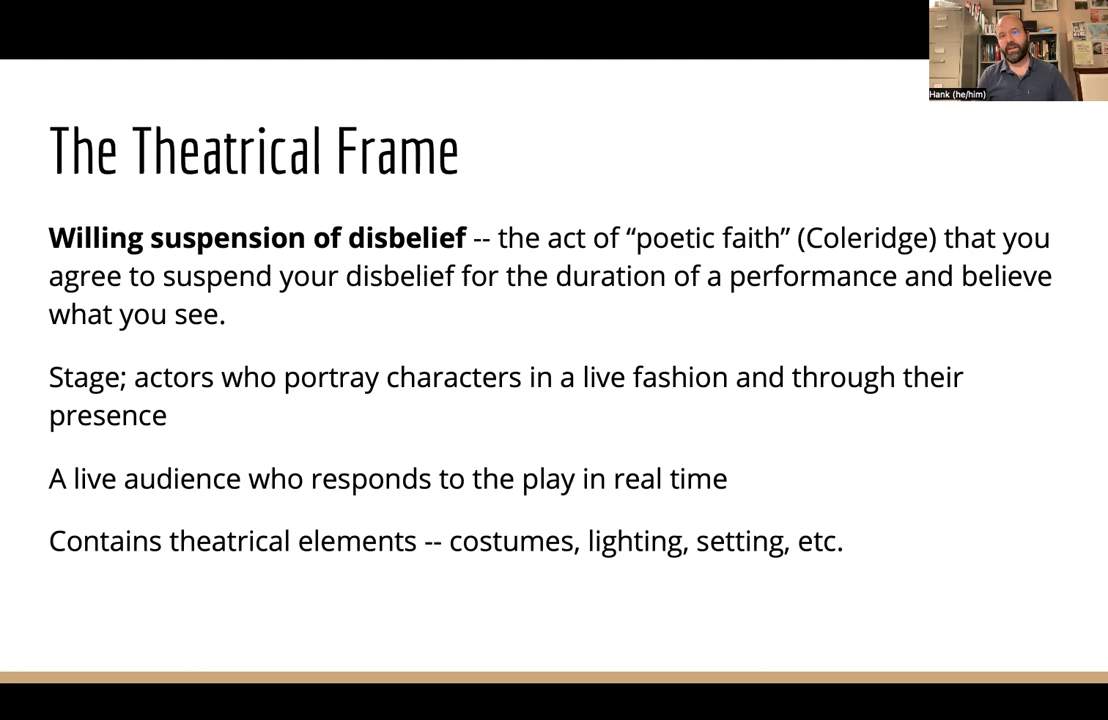 Hank (he/him)
The Theatrical Frame
Willing suspension of disbelief -- the act of “poetic faith” (Coleridge) that you
agree to suspend your disbelief for the duration of a performance and believe
what you see.
Stage; actors who portray characters in a live fashion and through their
presence
A live audience who responds to the play in real time
Contains theatrical elements -- costumes, lighting, setting, etc.